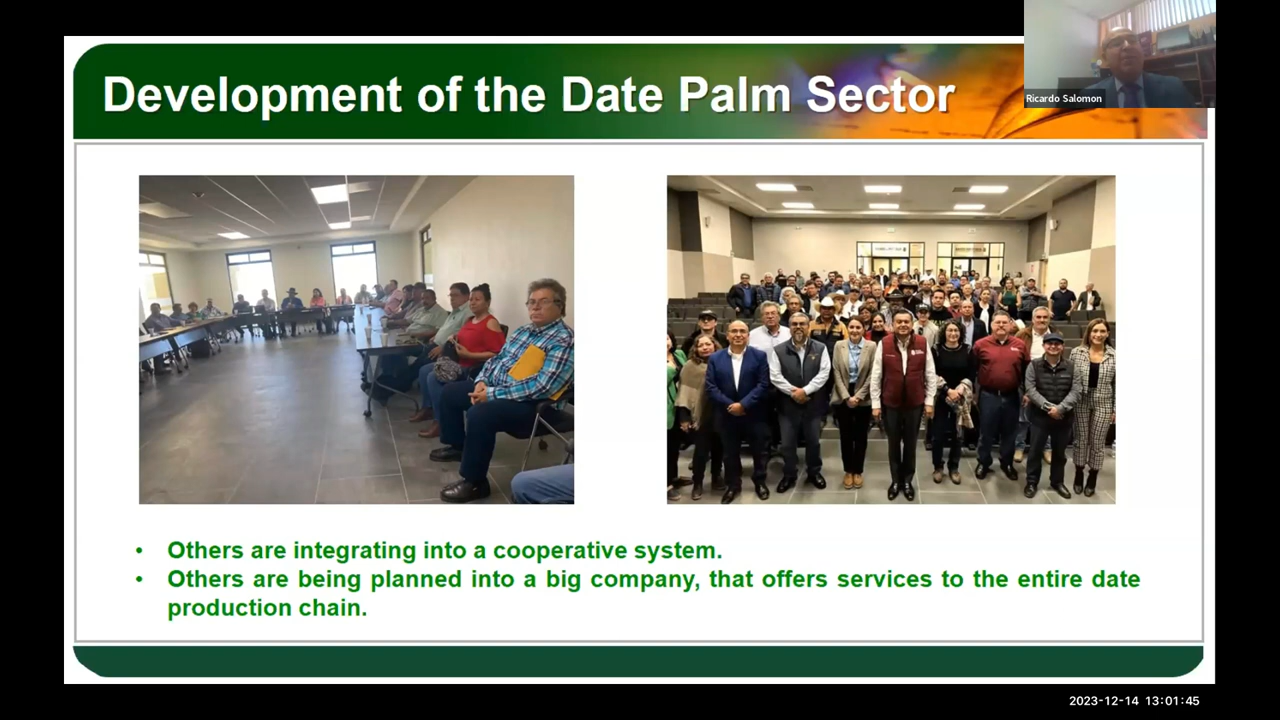 Development of the Date Palm Sector
Ricardo Salomon
• Others are integrating into a cooperative system.
• Others are being planned into a big company, that offers services to the entire date
production chain.
2023-12-14 13:01:45